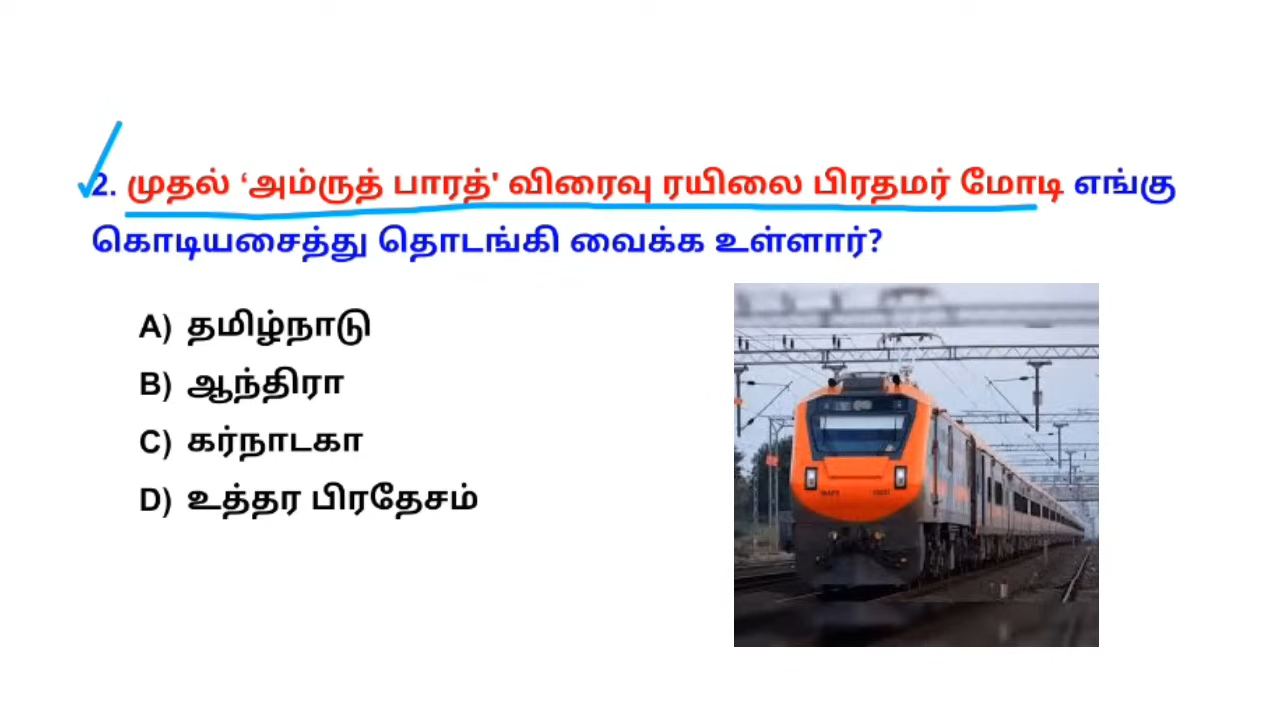 2. முதல் ‘அம்ருத் பாரத்' விரைவு ரயிலை பிரதமர் மோடி எங்கு
கொடியசைத்து தொடங்கி வைக்க உள்ளார்?
A) தமிழ்நாடு
B) ஆந்திரா
C) கர்நாடகா
D) உத்தர பிரதேசம்